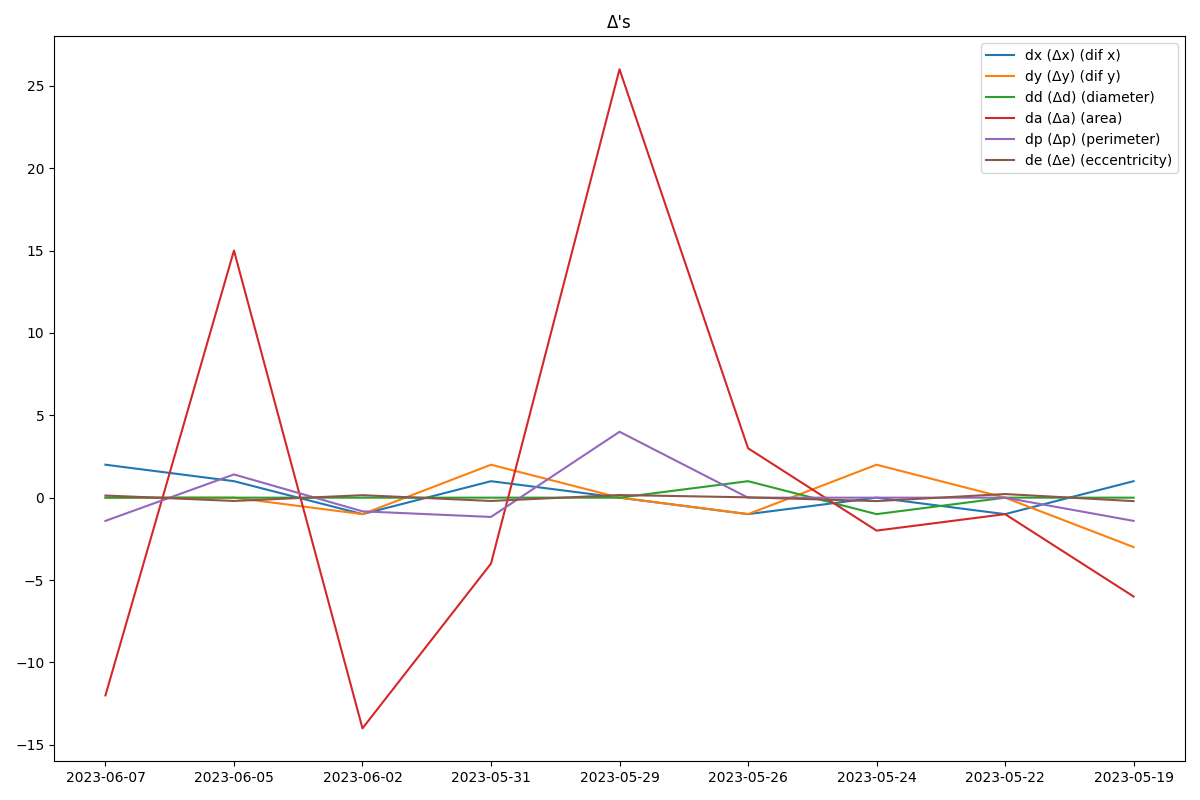 Δ's
dx (Δx) (dif x)
dy (Δy) (dif y)
dd (Δd) (diameter)
da (Δa) (area)
dp (Δp) (perimeter)
de (Δe) (eccentricity)
25
20
15
10
5
0
−5
−10
−15
2023-06-07 2023-06-05 2023-06-02 2023-05-31 2023-05-29 2023-05-26 2023-05-24 2023-05-22 2023-05-19